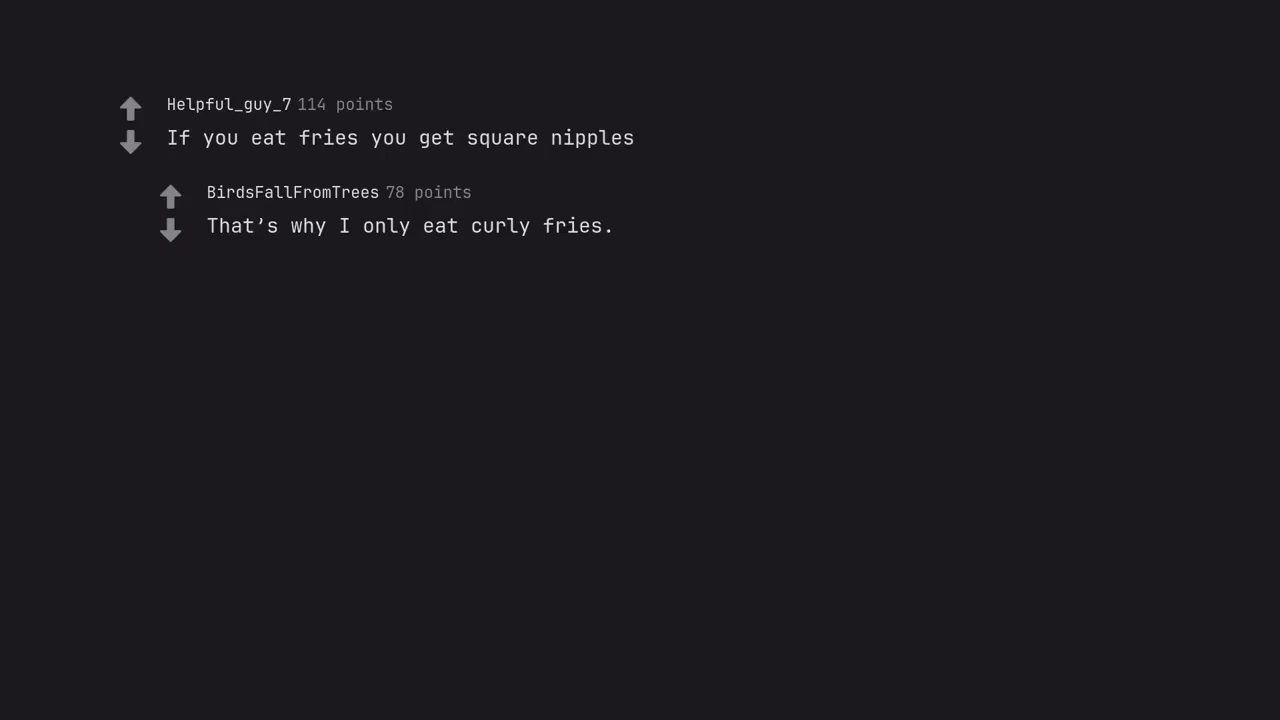 Helpful_guy_7 114 points
If you eat fries you get square nipples
BirdsFallFromTrees 78 points
That’s why I only eat curly fries.